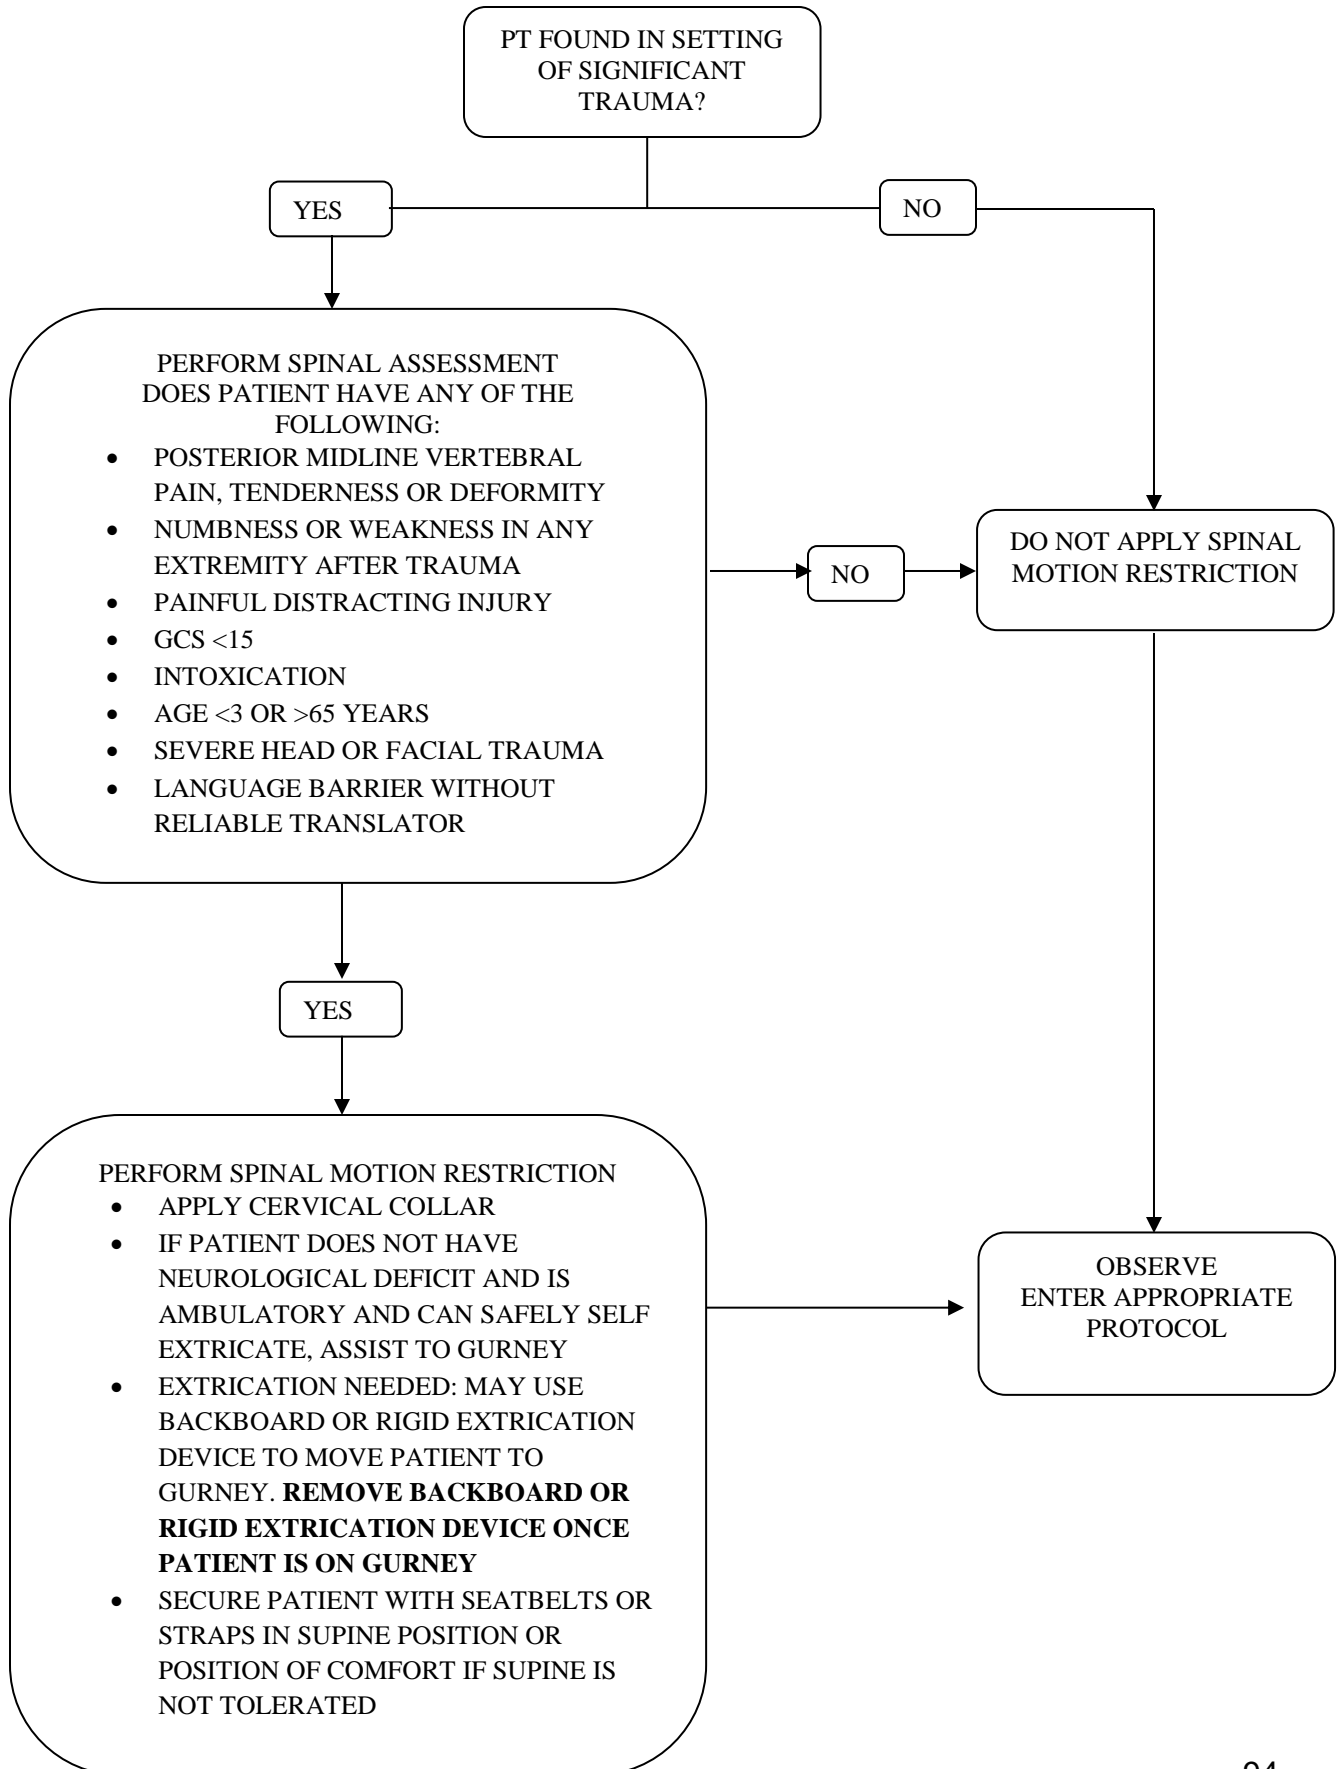 PT FOUND IN SETTING
OF SIGNIFICANT
TRAUMA?
YES
NO
PERFORM SPINAL ASSESSMENT
DOES PATIENT HAVE ANY OF THE
FOLLOWING:
• POSTERIOR MIDLINE VERTEBRAL
PAIN, TENDERNESS OR DEFORMITY
• NUMBNESS OR WEAKNESS IN ANY
EXTREMITY AFTER TRAUMA
• PAINFUL DISTRACTING INJURY
• GCS <15
• INTOXICATION
• AGE <3 OR >65 YEARS
• SEVERE HEAD OR FACIAL TRAUMA
• LANGUAGE BARRIER WITHOUT
RELIABLE TRANSLATOR
NO
DO NOT APPLY SPINAL
MOTION RESTRICTION
YES
PERFORM SPINAL MOTION RESTRICTION
• APPLY CERVICAL COLLAR
• IF PATIENT DOES NOT HAVE
NEUROLOGICAL DEFICIT AND IS
AMBULATORY AND CAN SAFELY SELF
EXTRICATE, ASSIST TO GURNEY
• EXTRICATION NEEDED: MAY USE
BACKBOARD OR RIGID EXTRICATION
DEVICE TO MOVE PATIENT TO
GURNEY. REMOVE BACKBOARD OR
RIGID EXTRICATION DEVICE ONCE
PATIENT IS ON GURNEY
• SECURE PATIENT WITH SEATBELTS OR
STRAPS IN SUPINE POSITION OR
POSITION OF COMFORT IF SUPINE IS
NOT TOLERATED
OBSERVE
ENTER APPROPRIATE
PROTOCOL